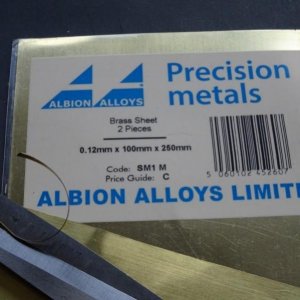 ALBION ALLOYS
Precision
metals
Brass Sheet
2 Pieces
0.12mm x 100mm x 250mm
Code: SM1 M
Price Guide: C
5 060102 452607
ALBION ALLOYS LIMIT